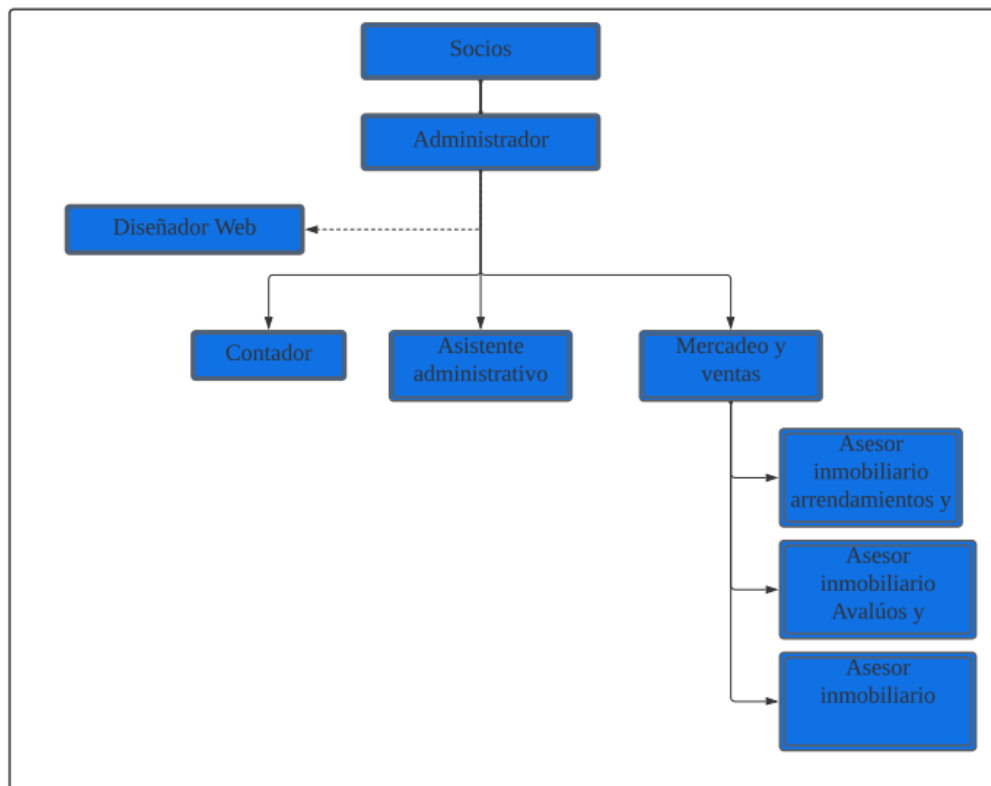 Socios
Administrador
Diseñador Web
Contador
Asistente
administrativo
Mercadeo y
ventas
Asesor
inmobiliario
arrendamientos y
Asesor
inmobiliario
Avalúos y
Asesor
inmobiliario